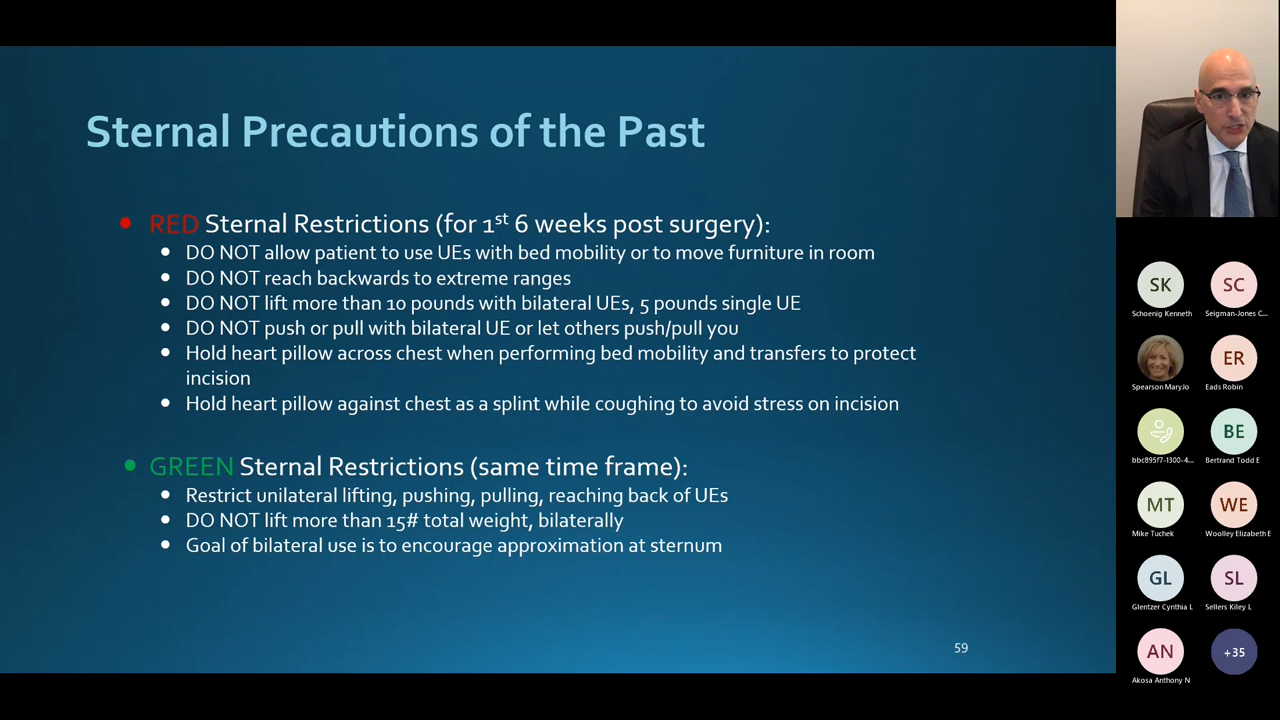 Sternal Precautions of the Past
RED Sternal Restrictions (for 1st 6 weeks post surgery):
DO NOT allow patient to use UEs with bed mobility or to move furniture in room
DO NOT reach backwards to extreme ranges
DO NOT lift more than 10 pounds with bilateral UEs, 5 pounds single UE
DO NOT push or pull with bilateral UE or let others push/pull you
Hold heart pillow across chest when performing bed mobility and transfers to protect
incision
Hold heart pillow against chest as a splint while coughing to avoid stress on incision
GREEN Sternal Restrictions (same time frame):
Restrict unilateral lifting, pushing, pulling, reaching back of UEs
DO NOT lift more than 15# total weight, bilaterally
Goal of bilateral use is to encourage approximation at sternum
59
SK
SC
Schoenig Kenneth
Seigman-Jones C...
ER
Spearson MaryJo
Eads Robin
BE
bbc895f7-1300-4...
Bertrand Todd E
MT
WE
Mike Tuchek
Woolley Elizabeth E
GL
SL
Glentzer Cynthia L
Sellers Kiley L
AN
+35
Akosa Anthony N